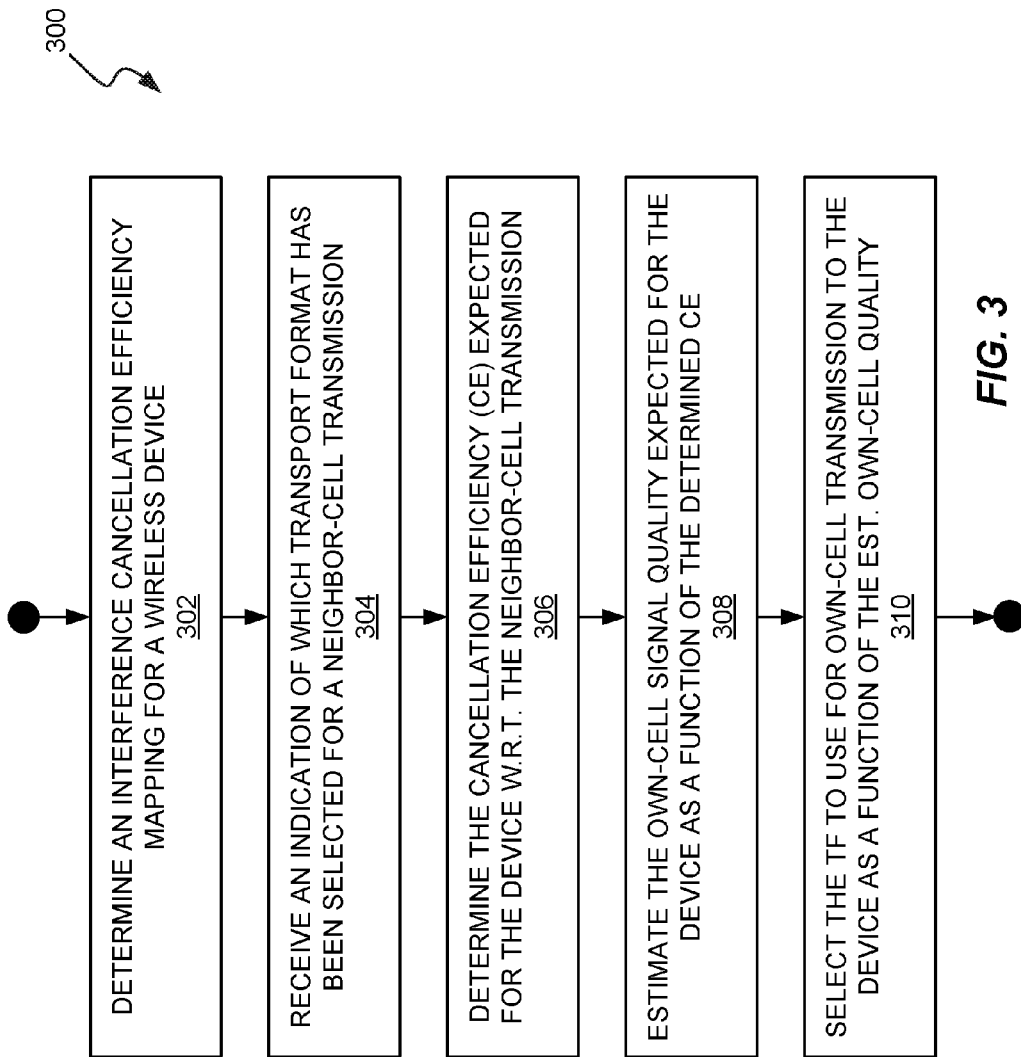 300
DETERMINE AN INTERFERENCE CANCELLATION EFFICIENCY
MAPPING FOR A WIRELESS DEVICE
302
RECEIVE AN INDICATION OF WHICH TRANSPORT FORMAT HAS
BEEN SELECTED FOR A NEIGHBOR-CELL TRANSMISSION
304
DETERMINE THE CANCELLATION EFFICIENCY (CE) EXPECTED
FOR THE DEVICE W.R.T. THE NEIGHBOR-CELL TRANSMISSION
306
ESTIMATE THE OWN-CELL SIGNAL QUALITY EXPECTED FOR THE
DEVICE AS A FUNCTION OF THE DETERMINED CE
308
SELECT THE TF TO USE FOR OWN-CELL TRANSMISSION TO THE
DEVICE AS A FUNCTION OF THE EST. OWN-CELL QUALITY
310
FIG. 3